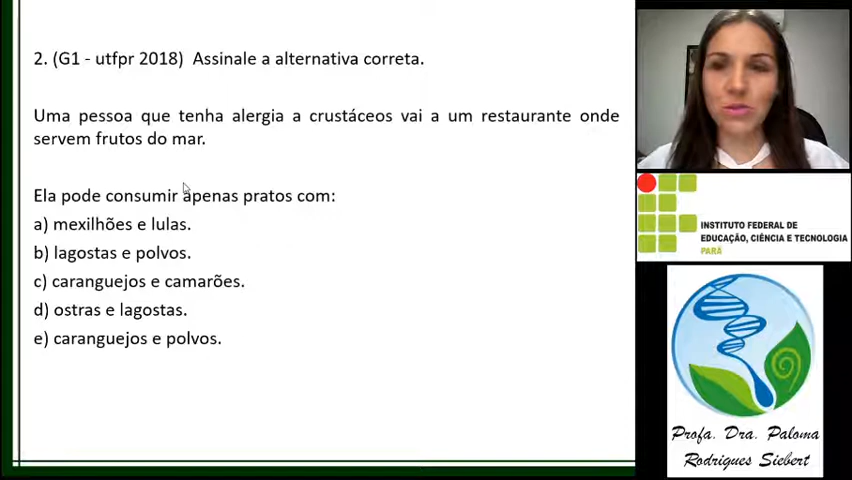 2. (G1 - utfpr 2018) Assinale a alternativa correta.
Uma pessoa que tenha alergia a crustáceos vai a um restaurante onde
servem frutos do mar.
Ela pode consumir apenas pratos com:
a) mexilhões e lulas.
b) lagostas e polvos.
c) caranguejos e camarões.
d) ostras e lagostas.
e) caranguejos e polvos.
INSTITUTO FEDERAL DE
EDUCAÇÃO, CIÊNCIA E TECNOLOGIA
PARÁ
Profa. Dra. Paloma
Rodrigues Siebert